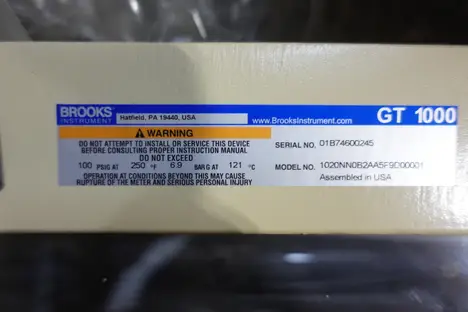 BROOKS INSTRUMENT Hatfield, PA 19440, USA www.BrooksInstrument.com GT 1000
WARNING
DO NOT ATTEMPT TO INSTALL OR SERVICE THIS DEVICE
BEFORE CONSULTING PROPER INSTRUCTION MANUAL
DO NOT EXCEED
100 PSIG AT 250 °F 6.9 BAR G AT 121 °C
OPERATION AT CONDITIONS BEYOND THIS MAY CAUSE
RUPTURE OF THE METER AND SERIOUS PERSONAL INJURY
SERIAL NO. 01B74600245
MODEL NO.
Assembled in USA